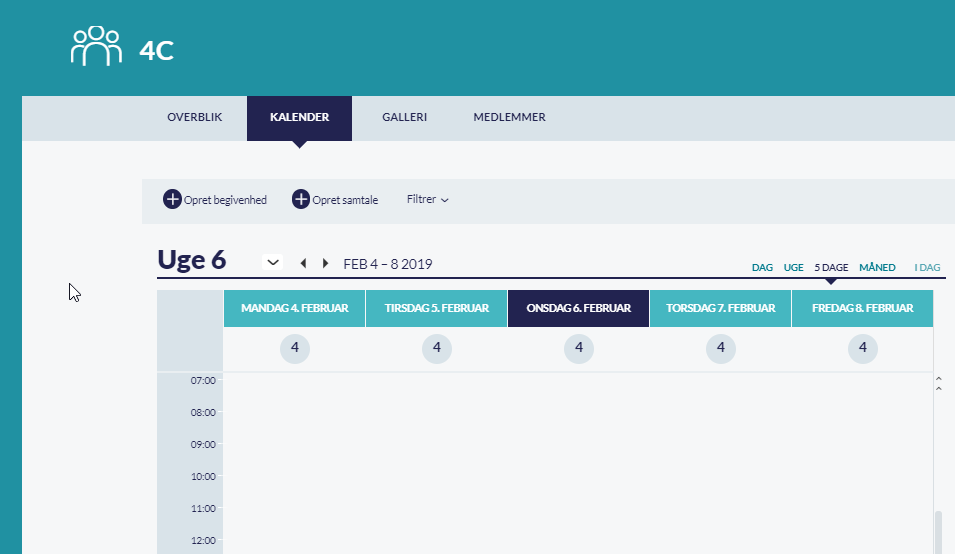 4C
OVERBLIK KALENDER GALLERI MEDLEMMER
Opret begivenhed Opret samtale Filtrer
Uge 6 FEB 4 – 8 2019 DAG UGE 5 DAGE MÅNED I DAG
MANDAG 4. FEBRUAR TIRSDAG 5. FEBRUAR ONSDAG 6. FEBRUAR TORSDAG 7. FEBRUAR FREDAG 8. FEBRUAR
4 4 4 4 4
07:00
08:00
09:00
10:00
11:00
12:00